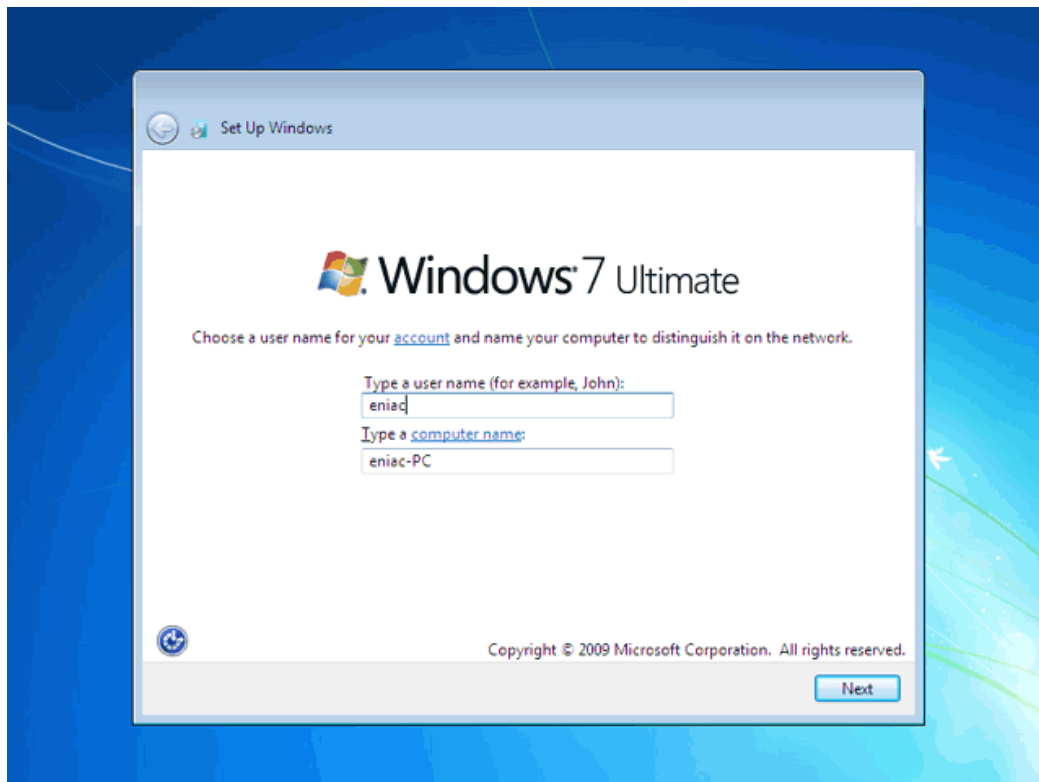 Set Up Windows
Windows® 7 Ultimate
Choose a user name for your account and name your computer to distinguish it on the network.
Type a user name (for example, John):
eniac
Type a computer name:
eniac-PC
Copyright © 2009 Microsoft Corporation. All rights reserved.
Next